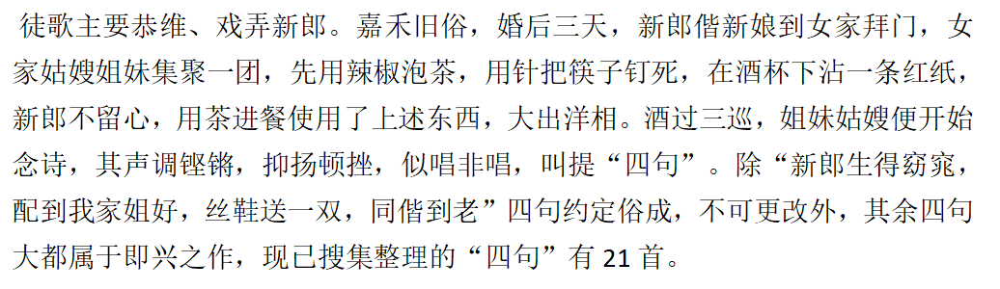 徒歌主要恭维、戏弄新郎。嘉禾旧俗，婚后三天，新郎偕新娘到女家拜门，女
家姑嫂姐妹集聚一团，先用辣椒泡茶，用针把筷子钉死，在酒杯下沾一条红纸，
新郎不留心，用茶进餐使用了上述东西，大出洋相。酒过三巡，姐妹姑嫂便开始
念诗，其声调铿锵，抑扬顿挫，似唱非唱，叫提“四句”。除“新郎生得窈窕，
配到我家姐好，丝鞋送一双，同偕到老”四句约定俗成，不可更改外，其余四句
大都属于即兴之作，现已搜集整理的“四句”有 21 首。